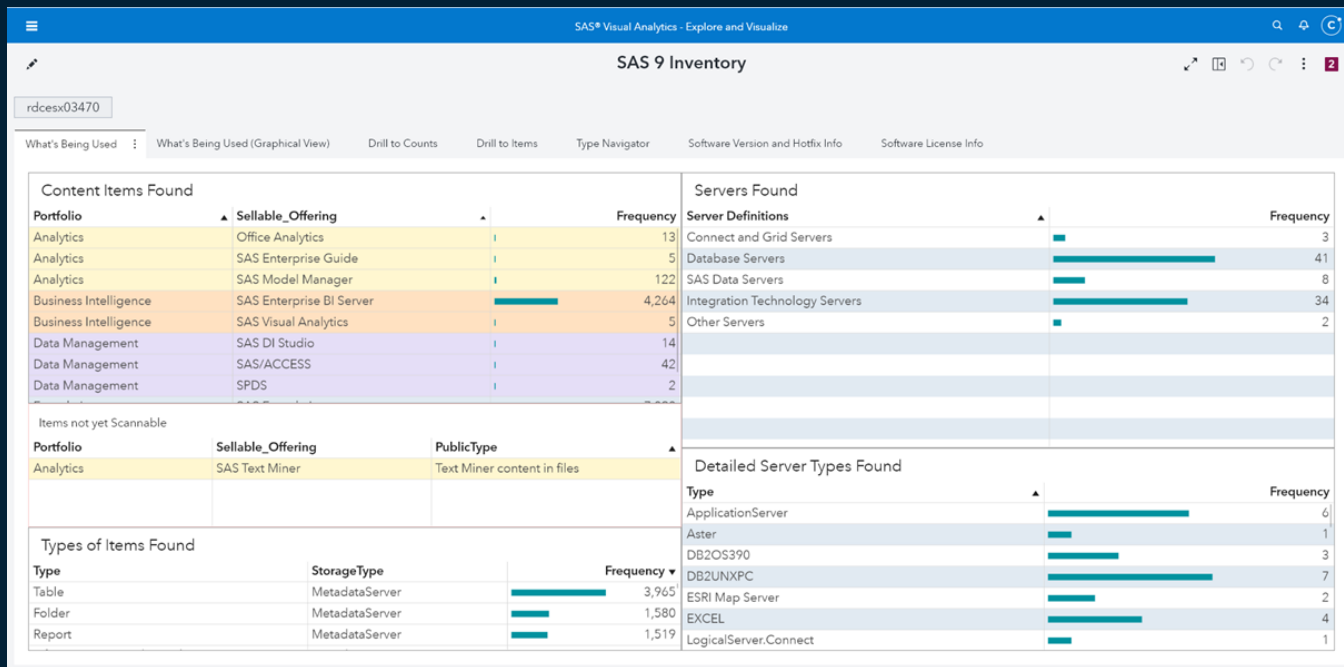 SAS® Visual Analytics - Explore and Visualize
C
SAS 9 Inventory
2
rdcesx03470
What's Being Used What's Being Used (Graphical View) Drill to Counts Drill to Items Type Navigator Software Version and Hotfix Info Software License Info
Content Items Found
Portfolio Sellable_Offering Frequency
Analytics Office Analytics 13
Analytics SAS Enterprise Guide 5
Analytics SAS Model Manager 122
Business Intelligence SAS Enterprise BI Server 4,264
Business Intelligence SAS Visual Analytics 5
Data Management SAS DI Studio 14
Data Management SAS/ACCESS 42
Data Management SPDS 2
Items not yet Scannable
Portfolio Sellable_Offering PublicType
Analytics SAS Text Miner Text Miner content in files
Types of Items Found
Type StorageType Frequency
Table MetadataServer 3,965
Folder MetadataServer 1,580
Report MetadataServer 1,519
Servers Found
Server Definitions Frequency
Connect and Grid Servers 3
Database Servers 41
SAS Data Servers 8
Integration Technology Servers 34
Other Servers 2
Detailed Server Types Found
Type Frequency
ApplicationServer 6
Aster 1
DB2OS390 3
DB2UNXPC 7
ESRI Map Server 2
EXCEL 4
LogicalServer.Connect 1